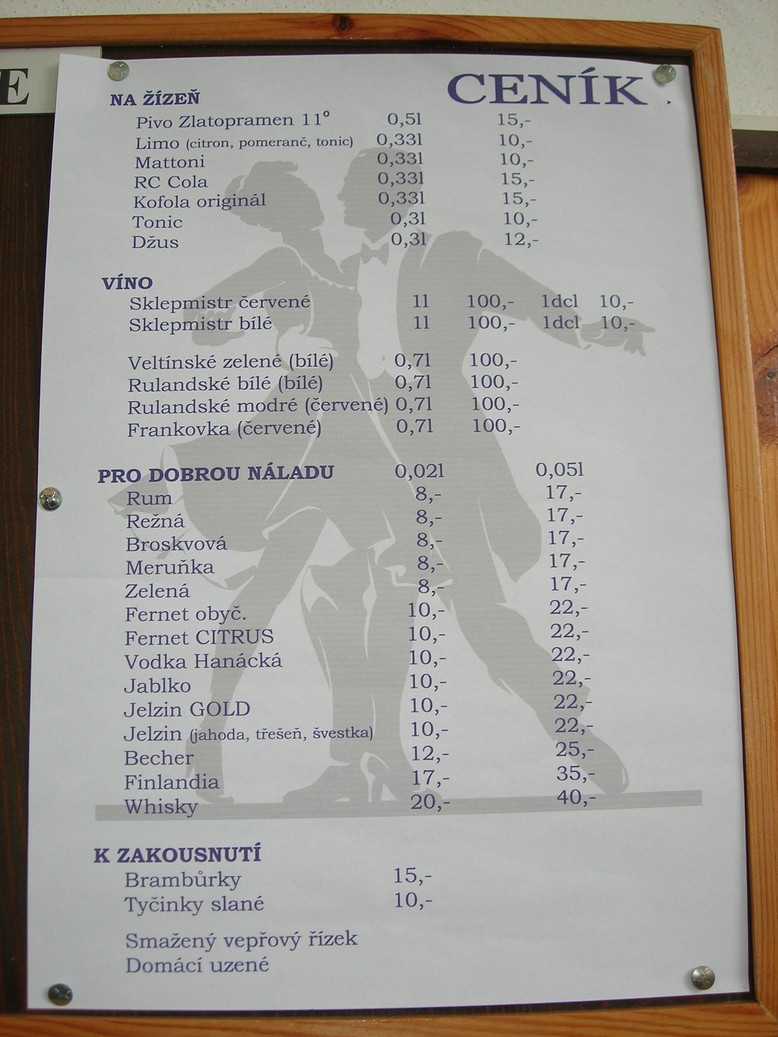 E
CENÍK
NA ŽÍZEŇ
Pivo Zlatopramen 11° 0,5l 15,-
Limo (citron, pomeranč, tonic) 0,33l 10,-
Mattoni 0,33l 10,-
RC Cola 0,33l 15,-
Kofola originál 0,33l 15,-
Tonic 0,3l 10,-
Džus 0,3l 12,-
VÍNO
Sklepmistr červené 1l 100,- 1dcl 10,-
Sklepmistr bílé 1l 100,- 1dcl 10,-
Veltínské zelené (bílé) 0,7l 100,-
Rulandské bílé (bílé) 0,7l 100,-
Rulandské modré (červené) 0,7l 100,-
Frankovka (červené) 0,7l 100,-
PRO DOBROU NÁLADU 0,02l 0,05l
Rum 8,- 17,-
Režná 8,- 17,-
Broskvová 8,- 17,-
Meruňka 8,- 17,-
Zelená 8,- 17,-
Fernet obyč. 10,- 22,-
Fernet CITRUS 10,- 22,-
Vodka Hanácká 10,- 22,-
Jablko 10,- 22,-
Jelzin GOLD 10,- 22,-
Jelzin (jahoda, třešeň, švestka) 10,- 22,-
Becher 12,- 25,-
Finlandia 17,- 35,-
Whisky 20,- 40,-
K ZAKOUSNUTÍ
Brambůrky 15,-
Tyčinky slané 10,-
Smažený vepřový řízek
Domácí uzené